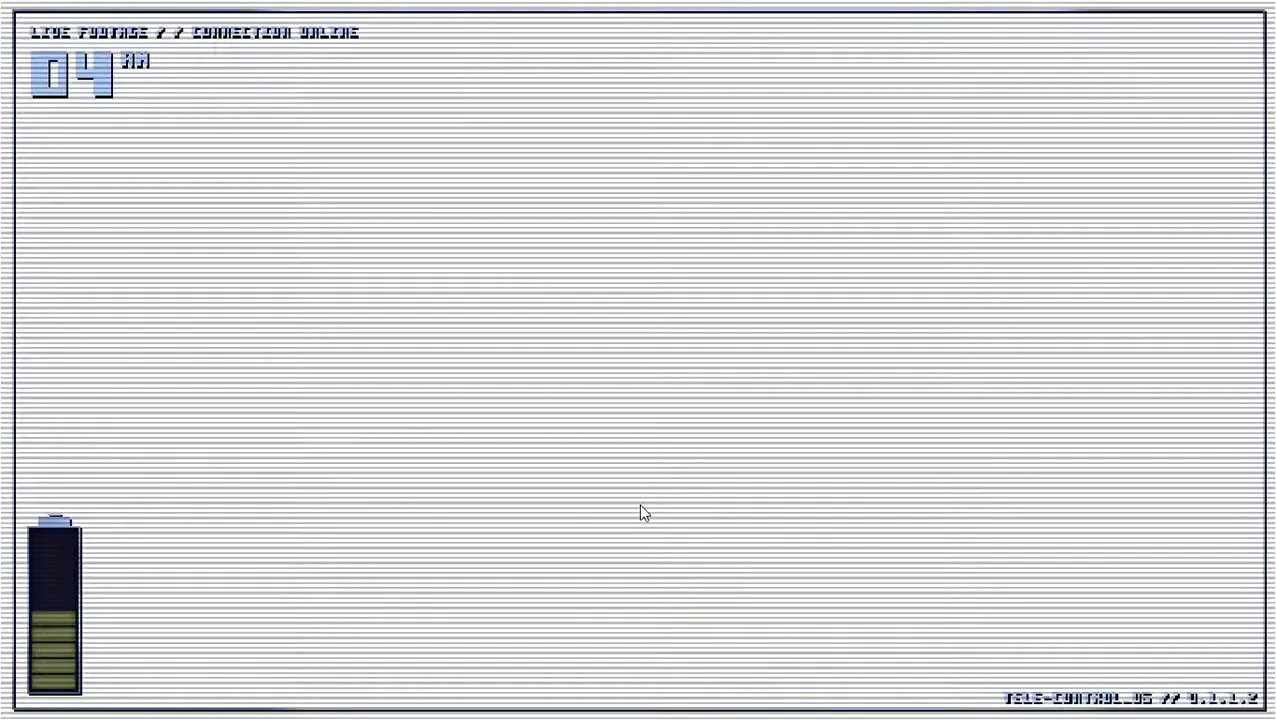 LIVE FOOTAGE // CONNECTION ONLINE
04 AM
TELE-CONTROL_OS // 0.1.1.2